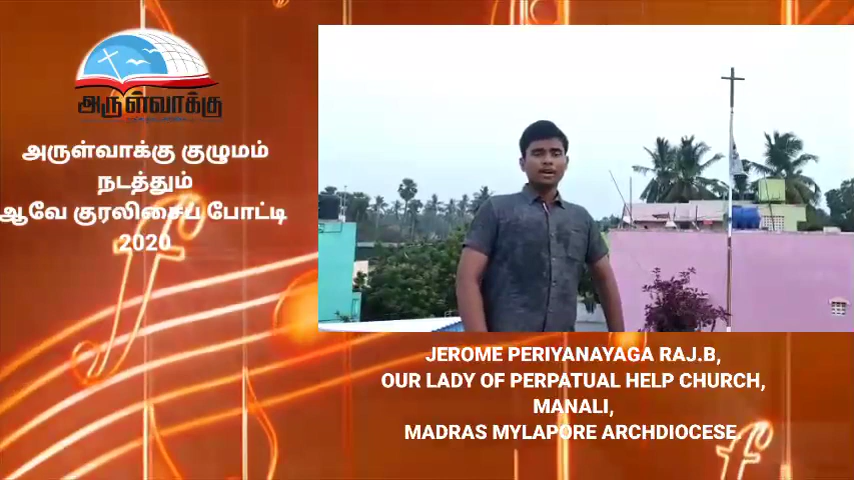 அருள்வாக்கு
அருள்வாக்கு குழுமம்
நடத்தும்
ஆவே குரலிசைப் போட்டி
2020
JEROME PERIYANAYAGA RAJ.B,
OUR LADY OF PERPATUAL HELP CHURCH,
MANALI,
MADRAS MYLAPORE ARCHDIOCESE.